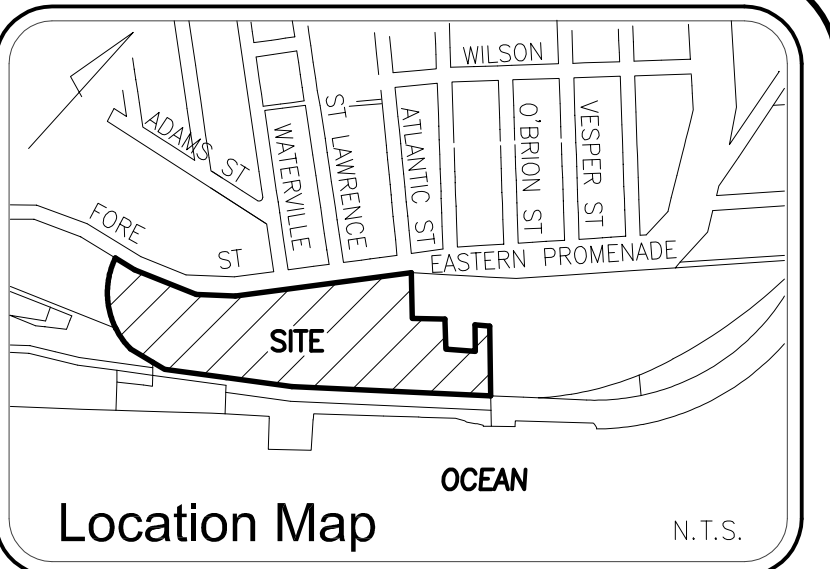 WILSON
ADAMS ST
WATERVILLE
ST LAWRENCE
ATLANTIC ST
O'BRION ST
VESPER ST
FORE
ST
EASTERN PROMENADE
SITE
OCEAN
Location Map
N.T.S.